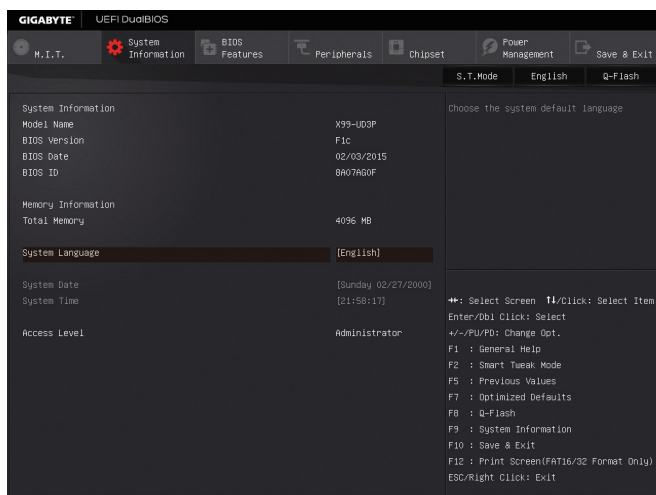 GIGABYTE™ UEFI DualBIOS
M.I.T. System Information BIOS Features Peripherals Chipset Power Management Save & Exit
S.T.Mode English Q-Flash
System Information
Model Name X99-UD3P
BIOS Version F1c
BIOS Date 02/03/2015
BIOS ID 8A07AG0F
Memory Information
Total Memory 4096 MB
System Language [English]
System Date [Sunday 02/27/2000]
System Time [21:58:17]
Access Level Administrator
Choose the system default language
→←: Select Screen ↑↓/Click: Select Item
Enter/Dbl Click: Select
+/-/PU/PD: Change Opt.
F1 : General Help
F2 : Smart Tweak Mode
F5 : Previous Values
F7 : Optimized Defaults
F8 : Q-Flash
F9 : System Information
F10 : Save & Exit
F12 : Print Screen(FAT16/32 Format Only)
ESC/Right Click: Exit